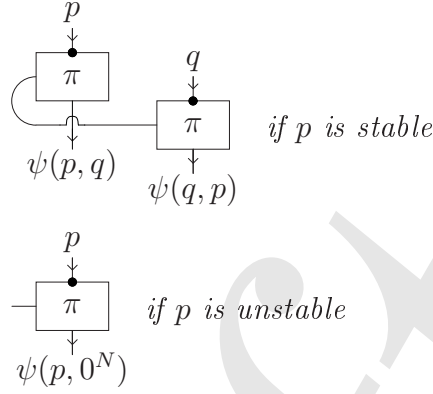 p
π
q
π
if p is stable
ψ(p, q)
ψ(q, p)
p
π
if p is unstable
ψ(p, 0^N)